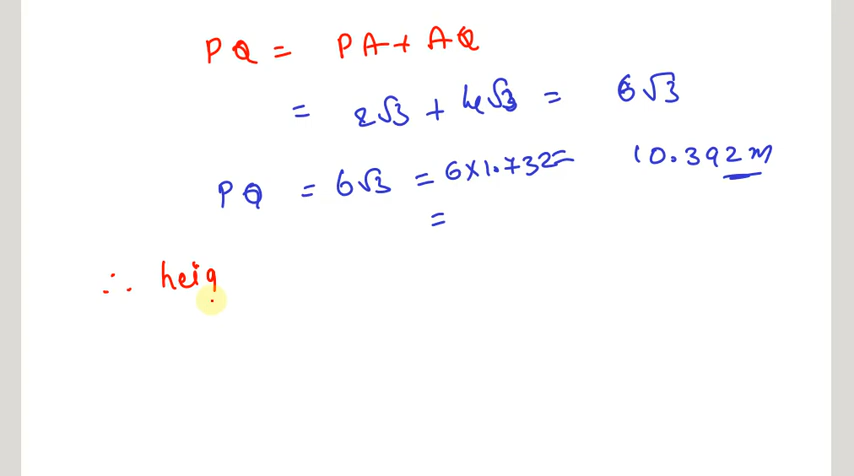 PQ = PA + AQ
= 2√3 + 4√3 = 6√3
PQ = 6√3 = 6×1.732= 10.392m
=
∴ heig